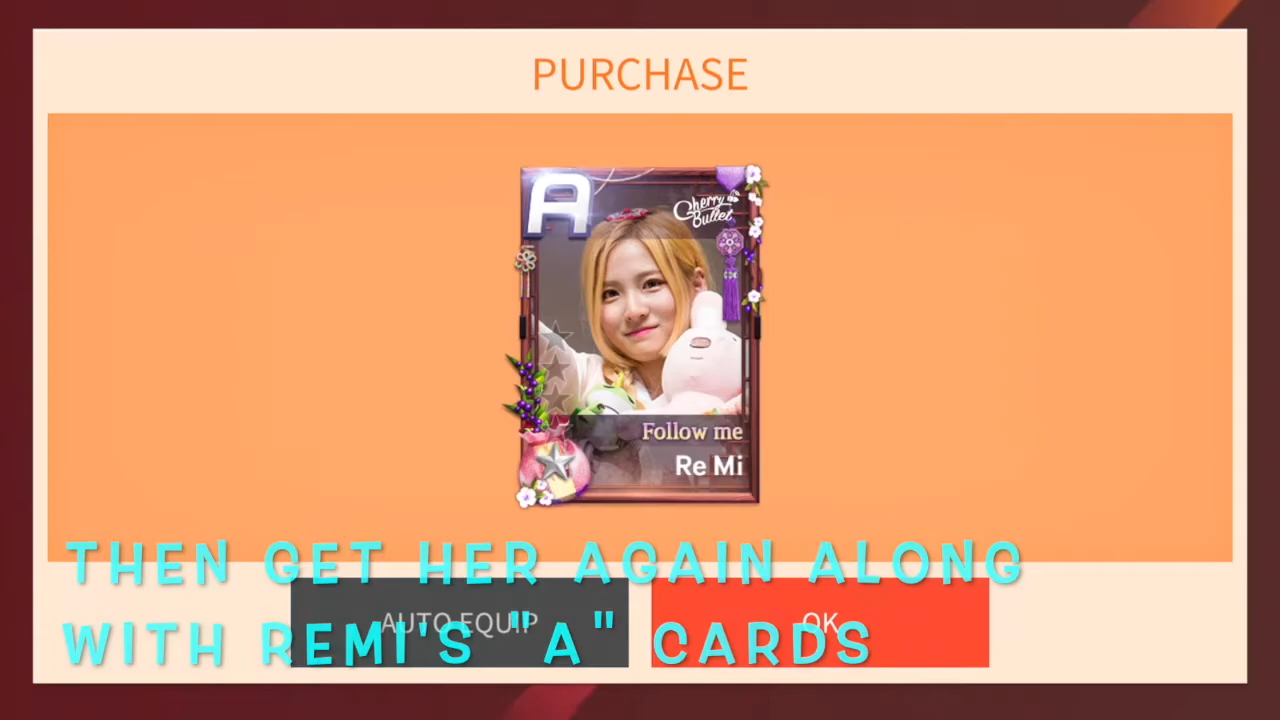 PURCHASE
A
Cherry
Bullet
Follow me
Re Mi
THEN GET HER AGAIN ALONG
WITH REMI'S "A" CARDS
AUTO EQUIP
OK